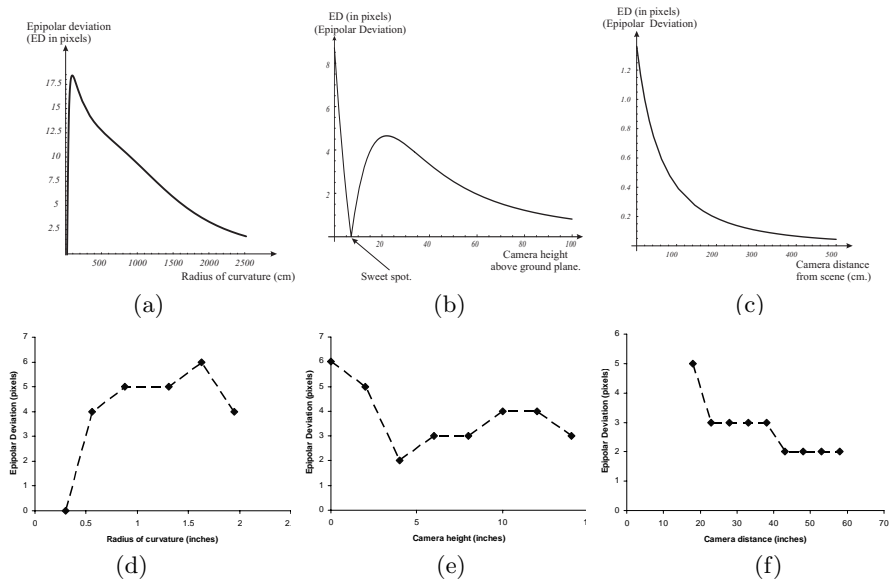 Epipolar deviation
(ED in pixels)
17.5
15
12.5
10
7.5
5
2.5
500 1000 1500 2000 2500
Radius of curvature (cm)
(a)
ED (in pixels)
(Epipolar Deviation)
8
6
4
2
20 40 60 80 100
Camera height
above ground plane.
Sweet spot.
(b)
ED (in pixels)
(Epipolar Deviation)
1.2
1.0
0.8
0.6
0.4
0.2
100 200 300 400 500
Camera distance
from scene (cm.)
(c)
Epipolar Deviation (pixels)
7
6
5
4
3
2
1
0
0 0.5 1 1.5 2 2.
Radius of curvature (inches)
(d)
Epipolar Deviation (pixels)
7
6
5
4
3
2
1
0
0 5 10 1
Camera height (inches)
(e)
Epipolar Deviation (pixels)
6
5
4
3
2
1
0
0 10 20 30 40 50 60 70
Camera distance (inches)
(f)